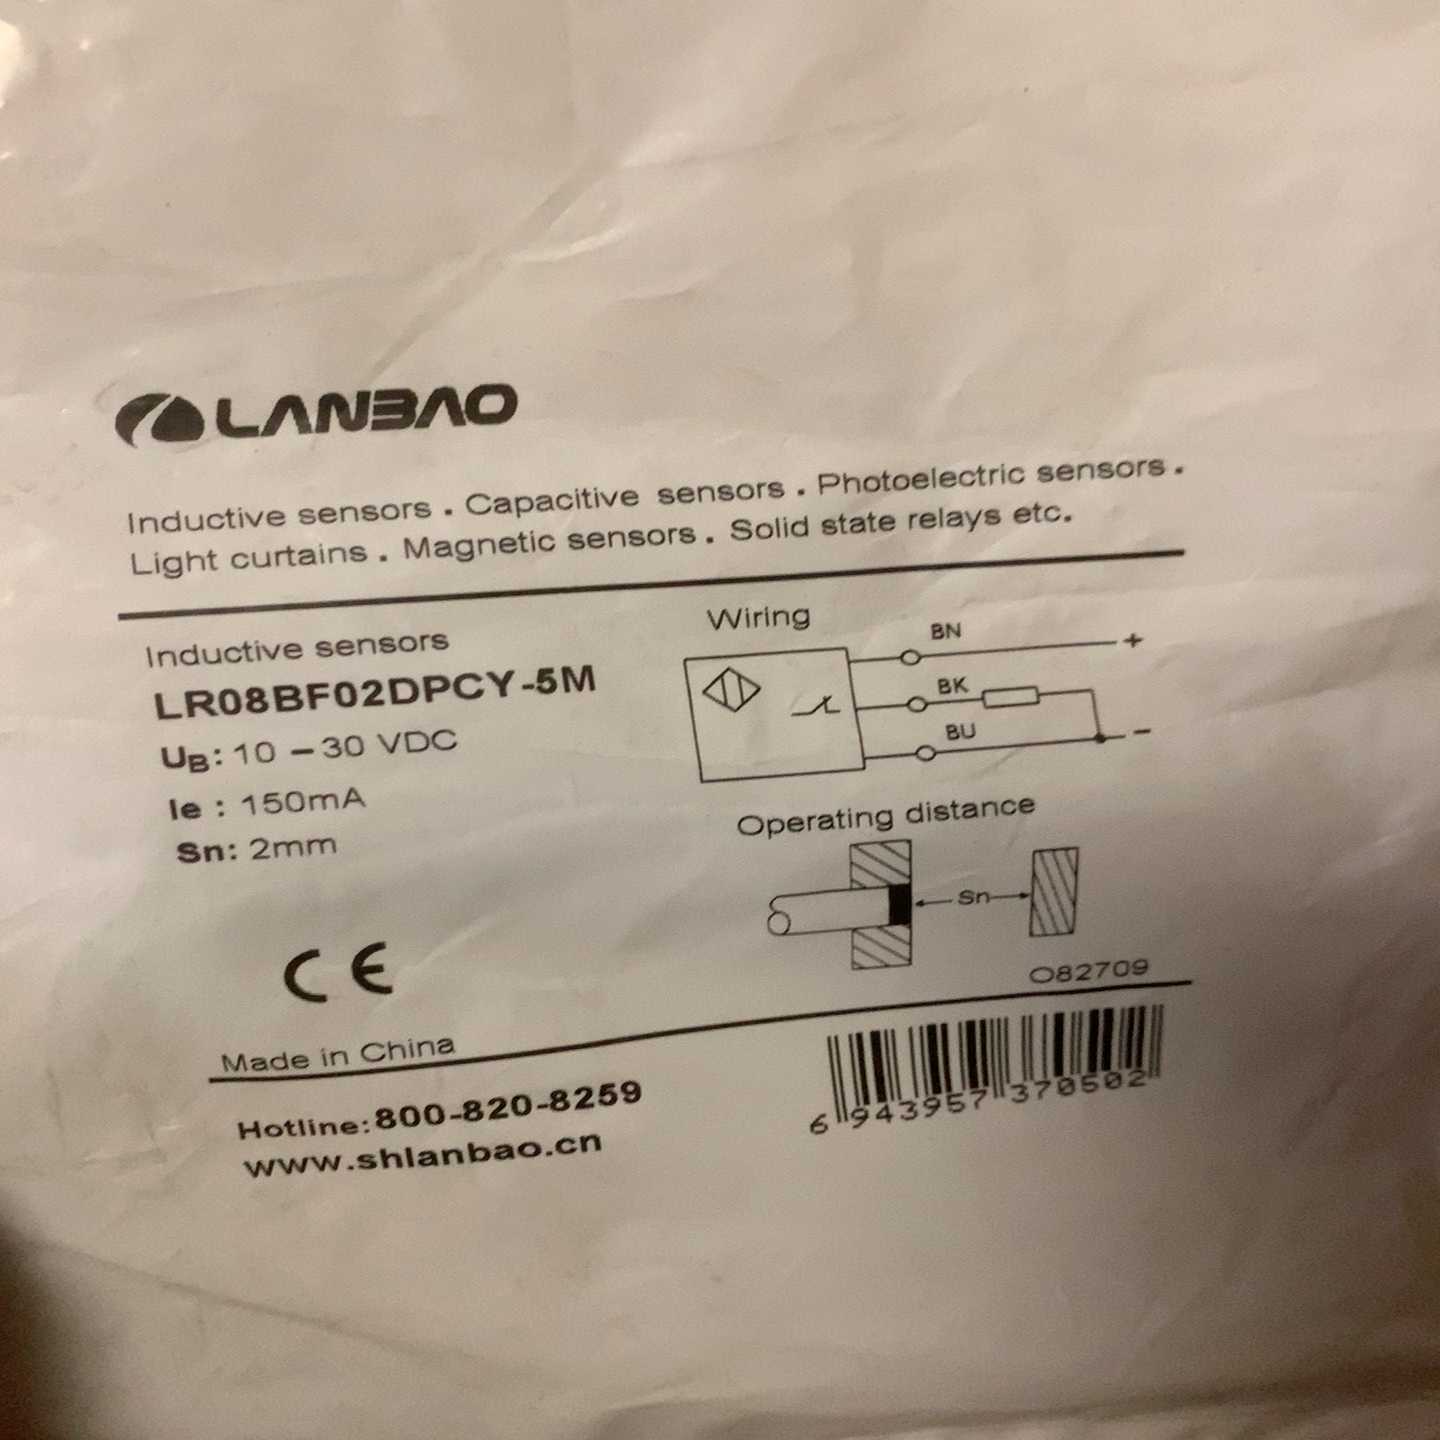 LANBAO
Inductive sensors . Capacitive sensors . Photoelectric sensors .
Light curtains . Magnetic sensors . Solid state relays etc.
Inductive sensors
LR08BF02DPCY-5M
UB: 10 – 30 VDC
Ie : 150mA
Sn: 2mm
Wiring
BN
+
BK
BU
–
Operating distance
Sn
O82709
CE
Made in China
Hotline: 800-820-8259
www.shlanbao.cn
6 943957 370502